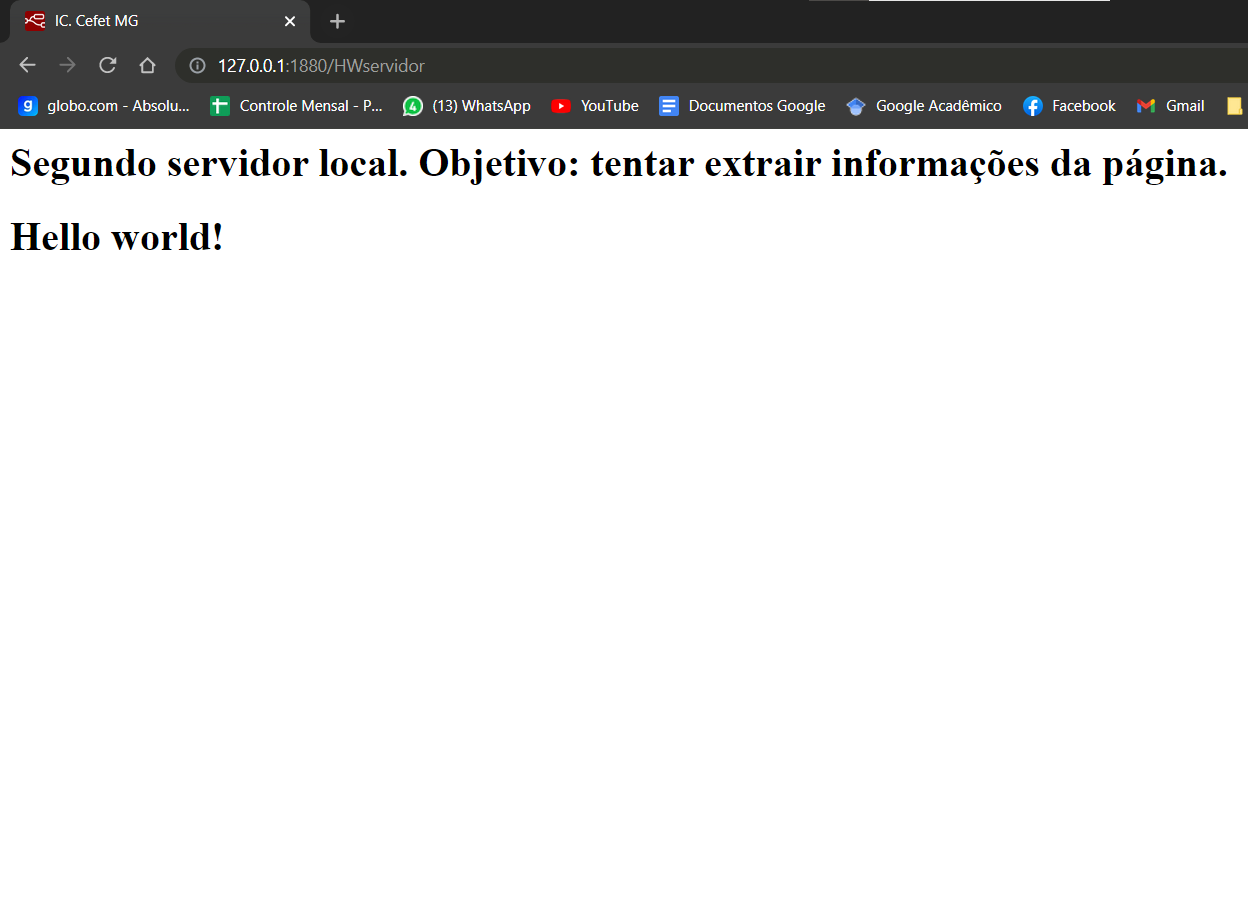 IC. Cefet MG
127.0.0.1:1880/HWservidor
globo.com - Absolu... Controle Mensal - P... (13) WhatsApp YouTube Documentos Google Google Acadêmico Facebook Gmail
Segundo servidor local. Objetivo: tentar extrair informações da página.
Hello world!